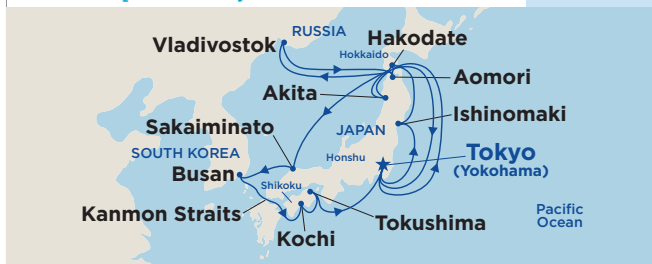 RUSSIA
Vladivostok
Hakodate
Hokkaido
Aomori
Akita
Ishinomaki
Sakaiminato
JAPAN
SOUTH KOREA
Honshu
Tokyo
(Yokohama)
Busan
Shikoku
Kanmon Straits
Tokushima
Kochi
Pacific
Ocean